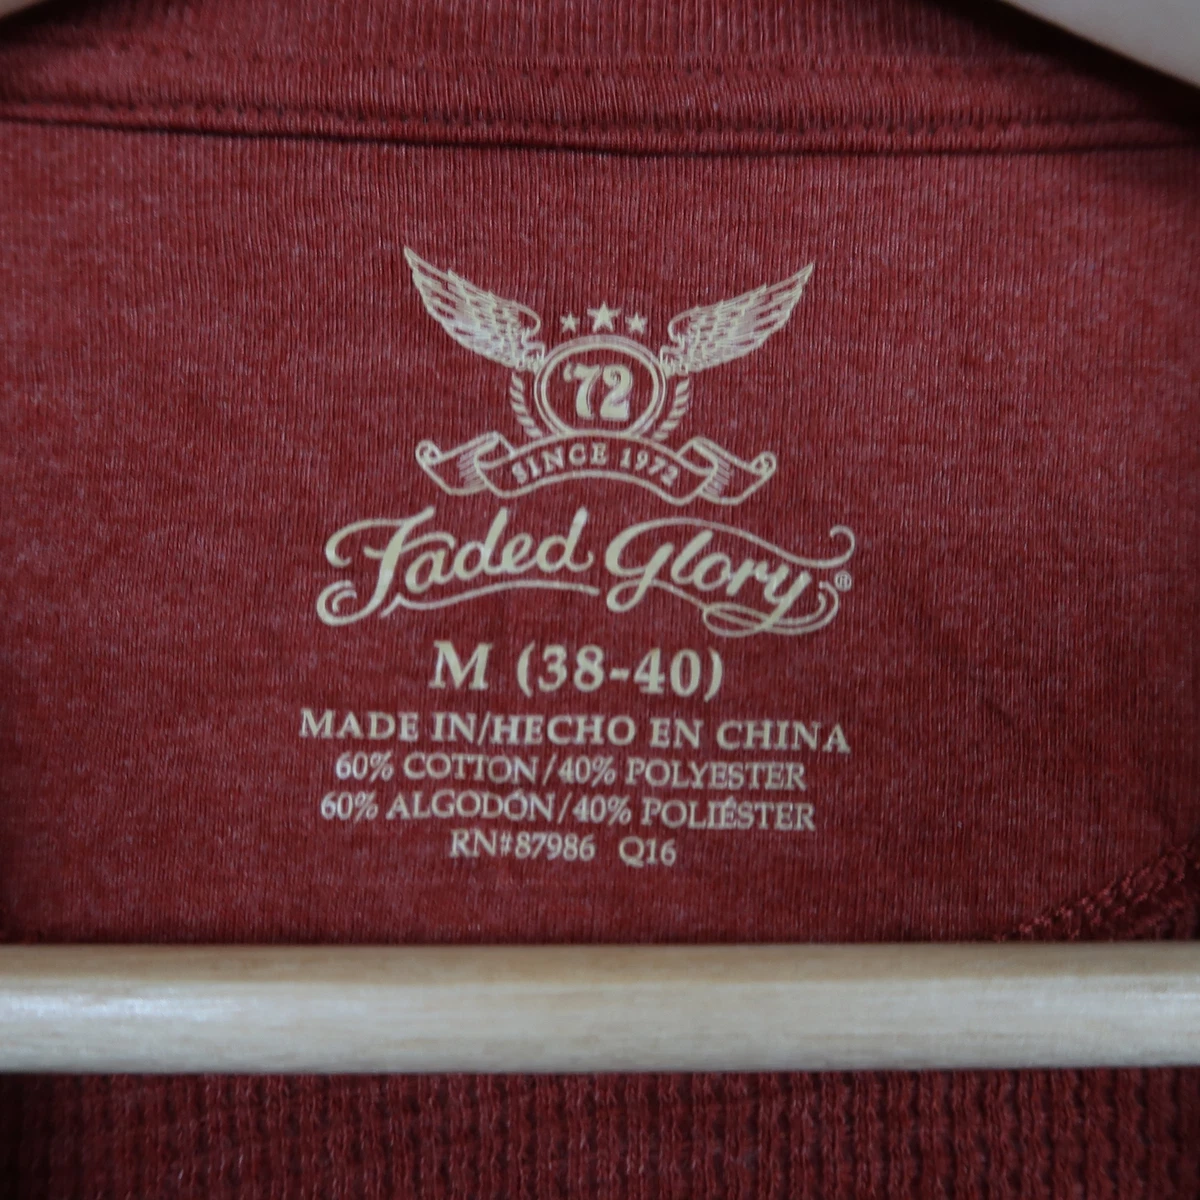 '72
SINCE 1972
Faded Glory®
M (38-40)
MADE IN/HECHO EN CHINA
60% COTTON/40% POLYESTER
60% ALGODÓN/40% POLIÉSTER
RN#87986 Q16